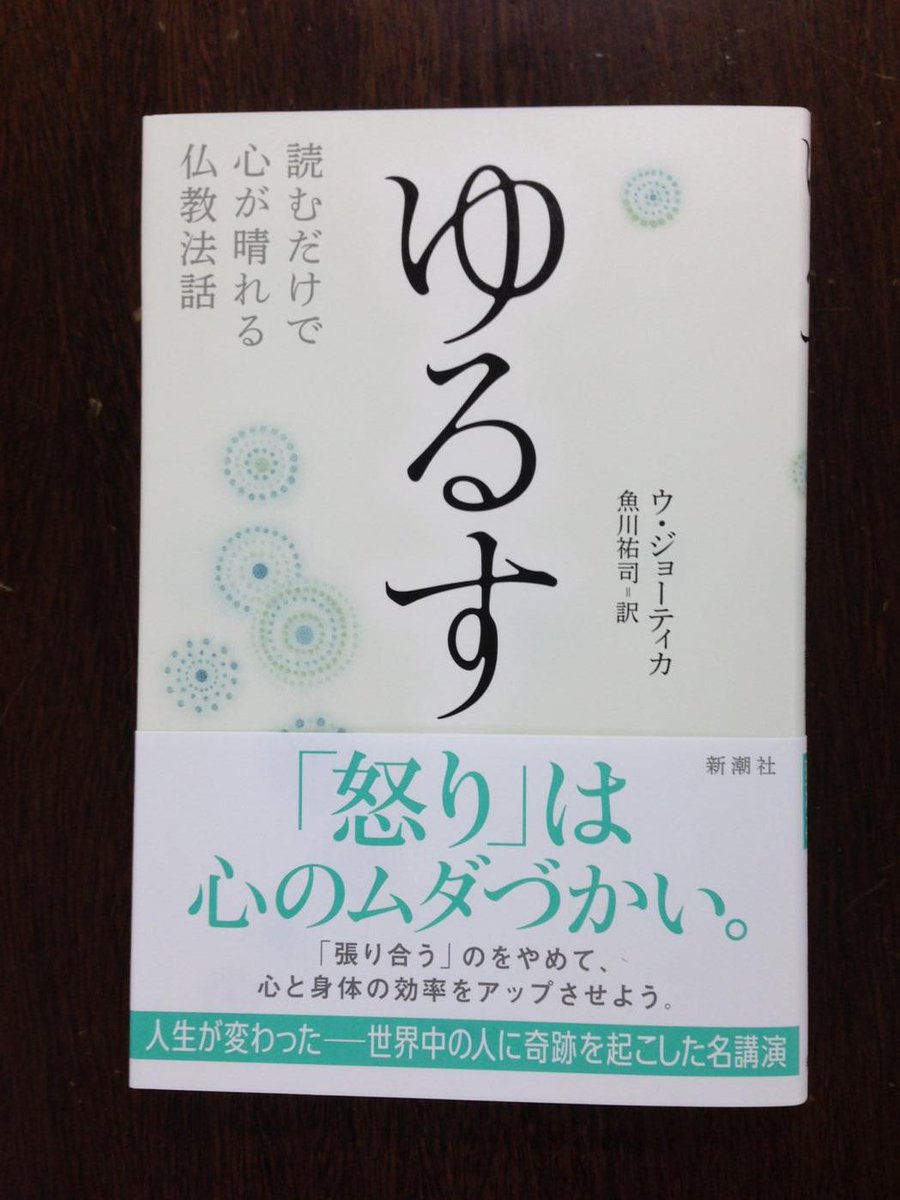 ゆるす
読むだけで
心が晴れる
仏教法話
ウ・ジョーティカ
魚川祐司=訳
新潮社
「怒り」は
心のムダづかい。
「張り合う」のをやめて、
心と身体の効率をアップさせよう。
人生が変わった──世界中の人に奇跡を起こした名講演